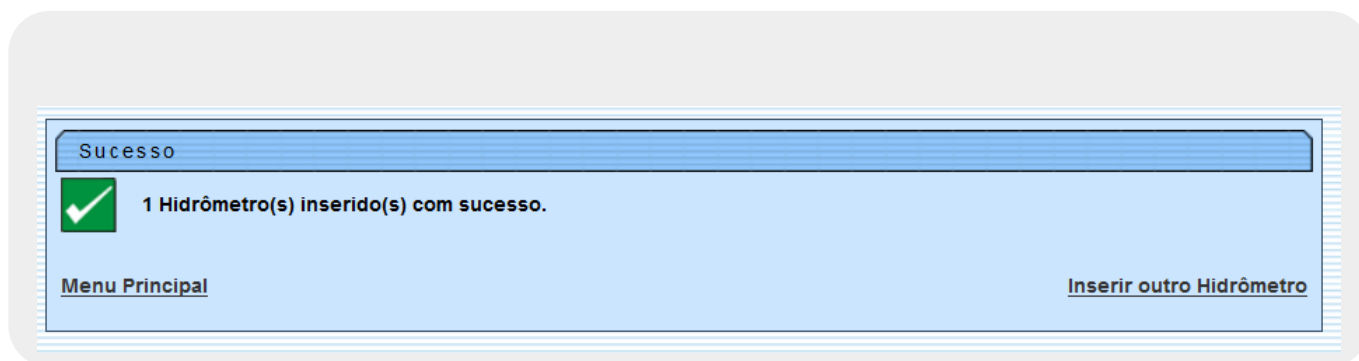 Sucesso
1 Hidrômetro(s) inserido(s) com sucesso.
Menu Principal
Inserir outro Hidrômetro